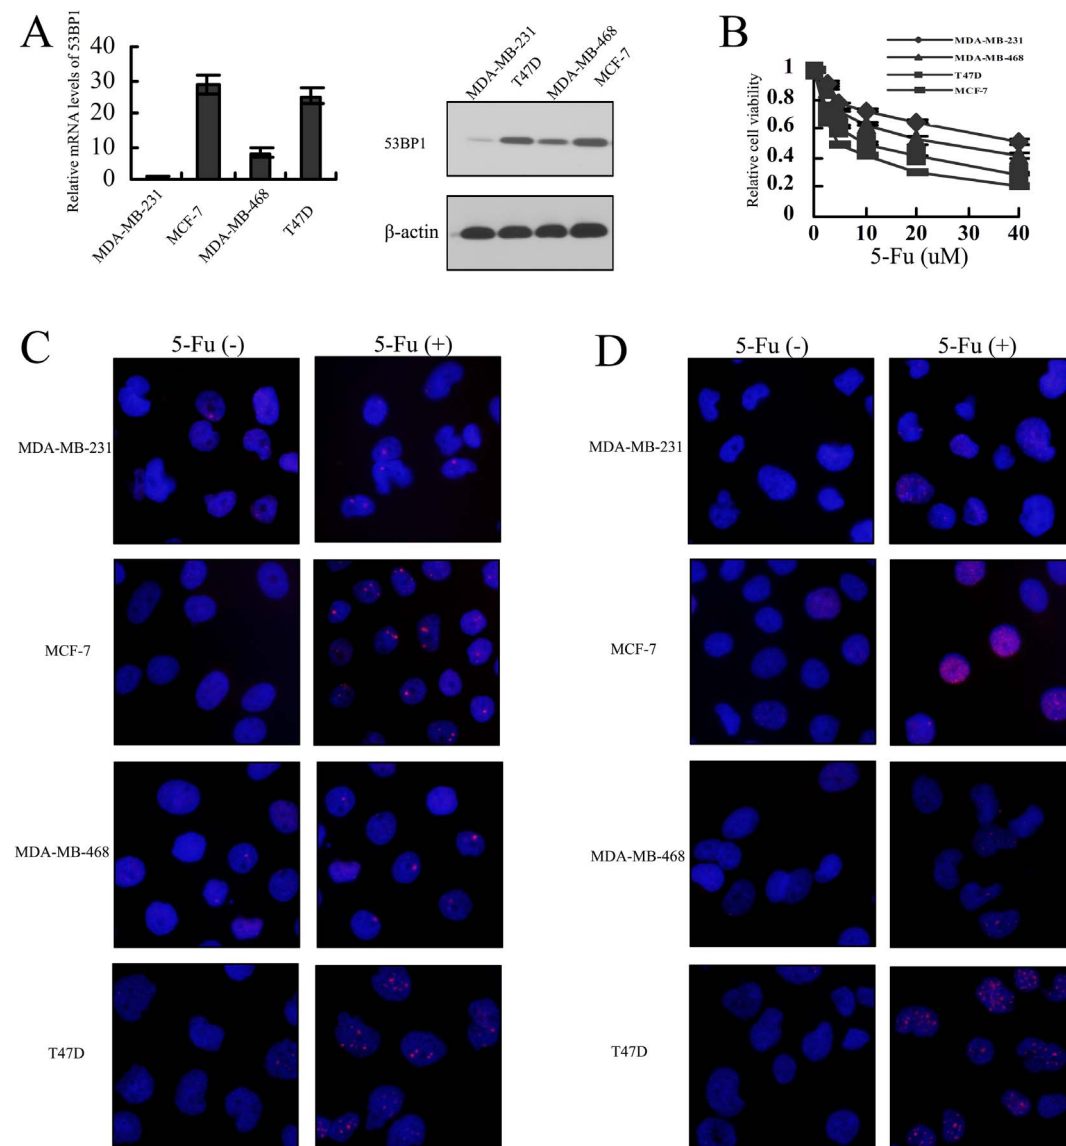 A
Relative mRNA levels of 53BP1
40
30
20
10
0
MDA-MB-231
MCF-7
MDA-MB-468
T47D
MDA-MB-231
T47D
MDA-MB-468
MCF-7
53BP1
β-actin
B
MDA-MB-231
MDA-MB-468
T47D
MCF-7
Relative cell viability
1
0.8
0.6
0.4
0.2
0
0 10 20 30 40
5-Fu (uM)
C
5-Fu (-) 5-Fu (+)
MDA-MB-231
MCF-7
MDA-MB-468
T47D
D
5-Fu (-) 5-Fu (+)
MDA-MB-231
MCF-7
MDA-MB-468
T47D